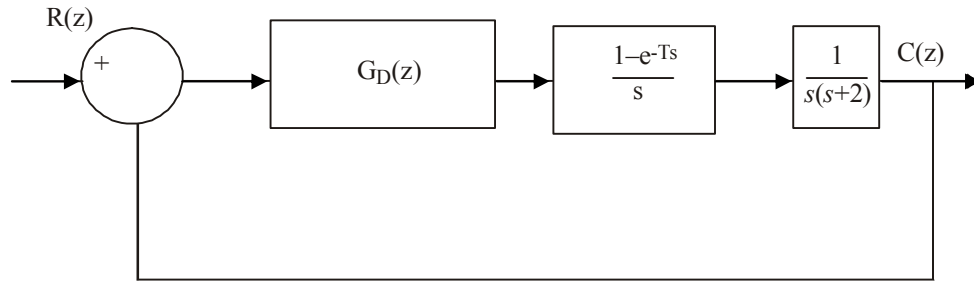 R(z)
+
G_D(z)
1–e^-Ts
s
1
s(s+2)
C(z)